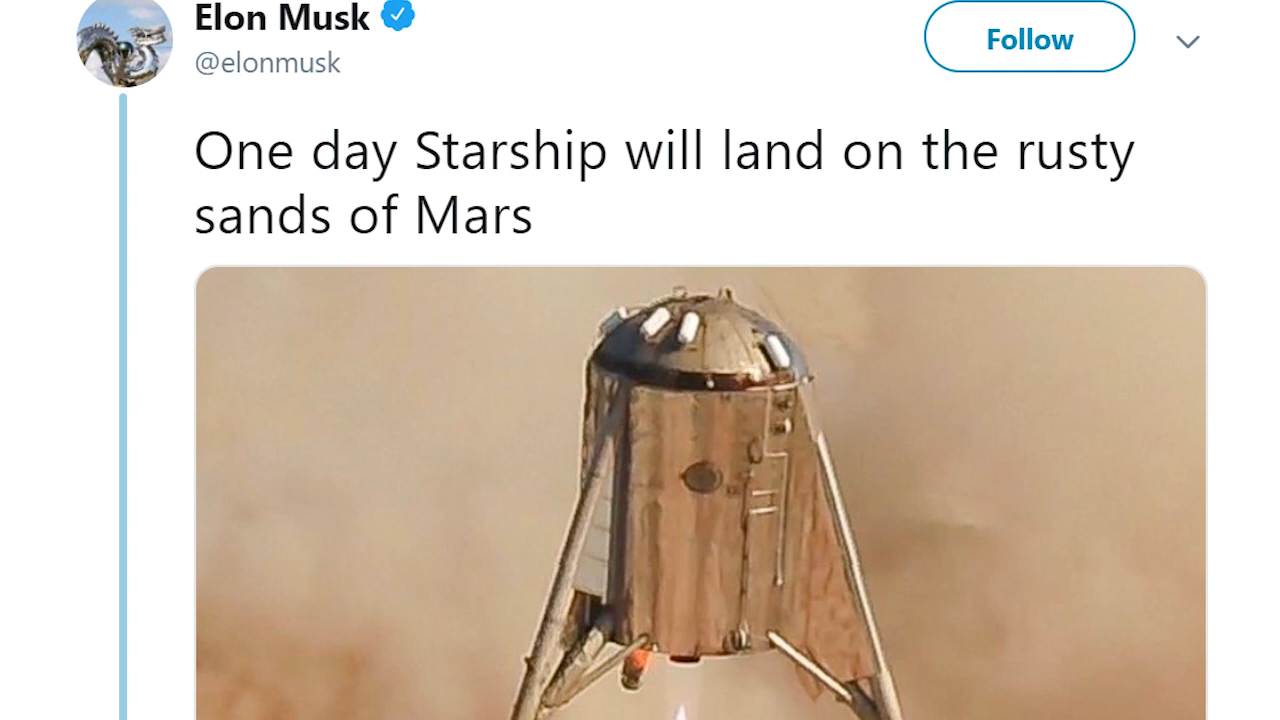 Elon Musk
@elonmusk
Follow
One day Starship will land on the rusty
sands of Mars